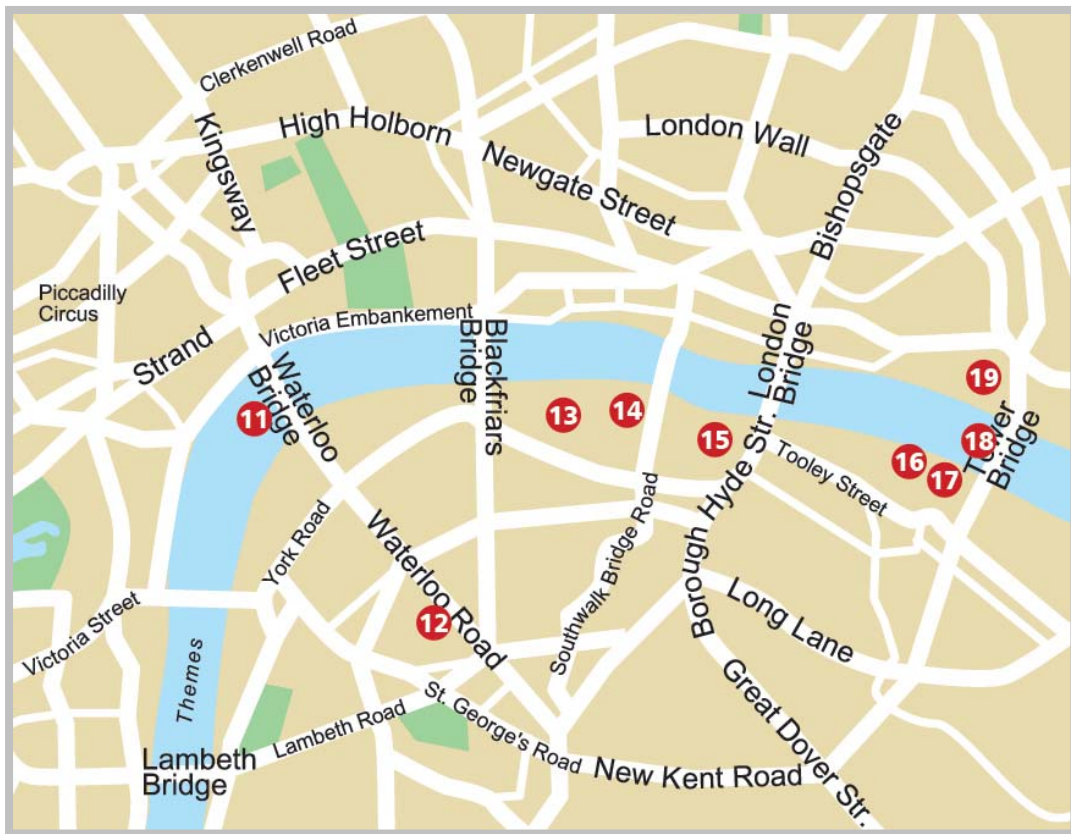 Clerkenwell Road
Kingsway
High Holborn
London Wall
Bishopsgate
Newgate Street
Fleet Street
Piccadilly
Circus
Strand
Victoria Embankement
Waterloo
Bridge
Blackfriars
Bridge
London
Bridge
Tower
Bridge
11
13
14
15
16
17
18
19
Borough Hyde Str.
Tooley Street
York Road
Waterloo Road
12
Southwalk Bridge Road
Long Lane
Victoria Street
Themes
Lambeth
Bridge
Lambeth Road
St. George's Road
New Kent Road
Great Dover Str.